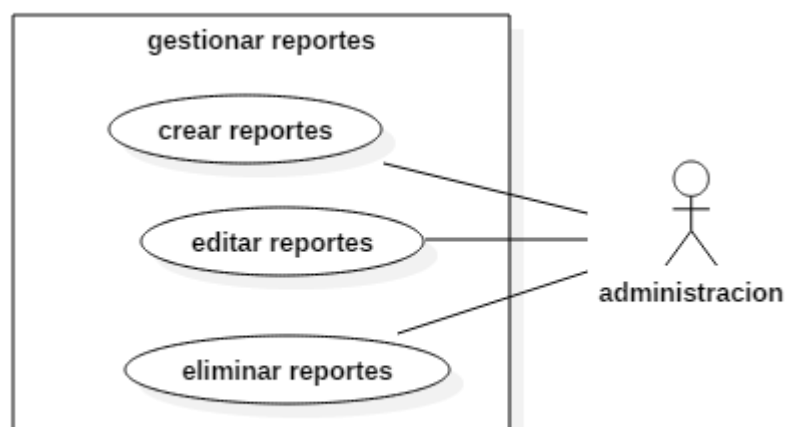 gestionar reportes
crear reportes
editar reportes
administracion
eliminar reportes